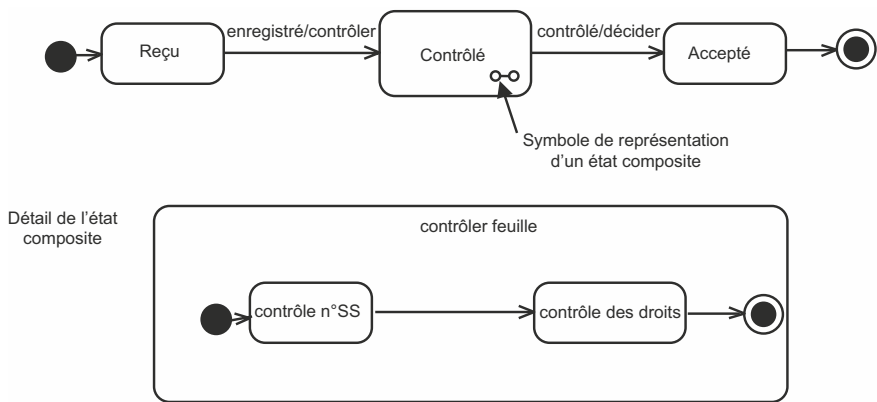 Reçu
enregistré/contrôler
Contrôlé
contrôlé/décider
Accepté
Symbole de représentation
d'un état composite
Détail de l'état
composite
contrôler feuille
contrôle n°SS
contrôle des droits